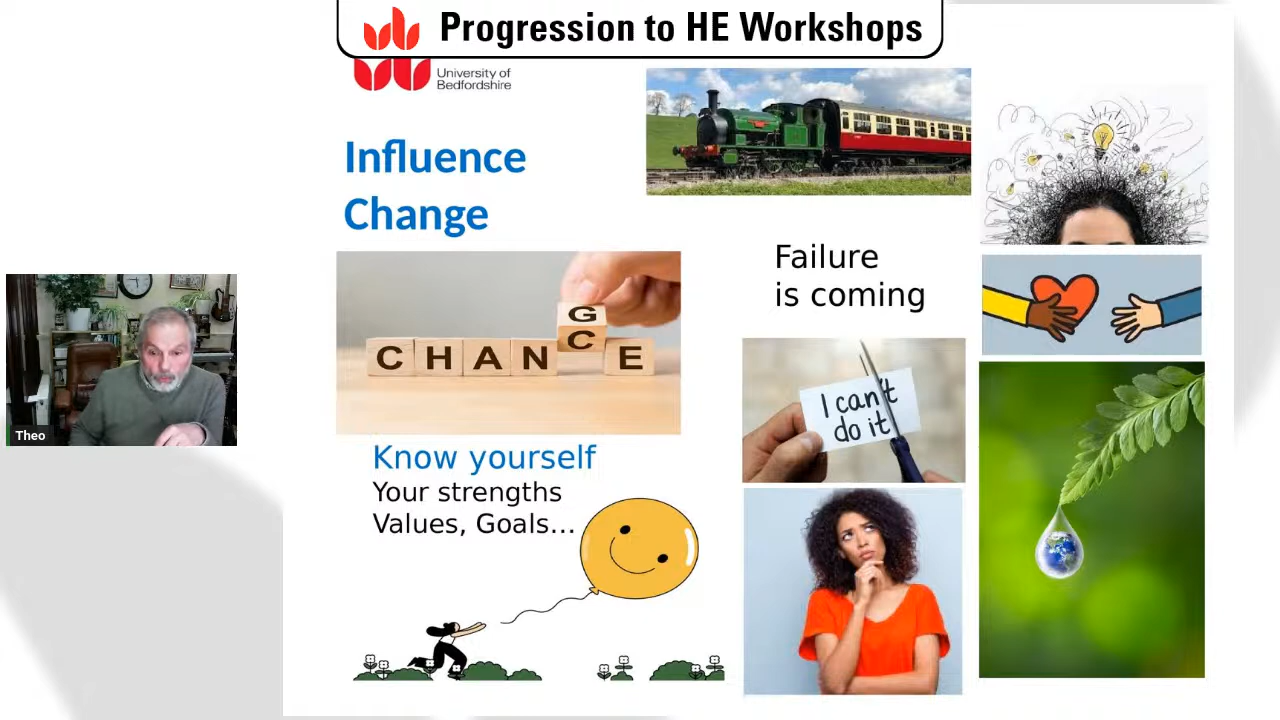 Progression to HE Workshops
University of
Bedfordshire
Influence
Change
Failure
is coming
G
CHANCE
I can't
do it
Know yourself
Your strengths
Values, Goals...
Theo